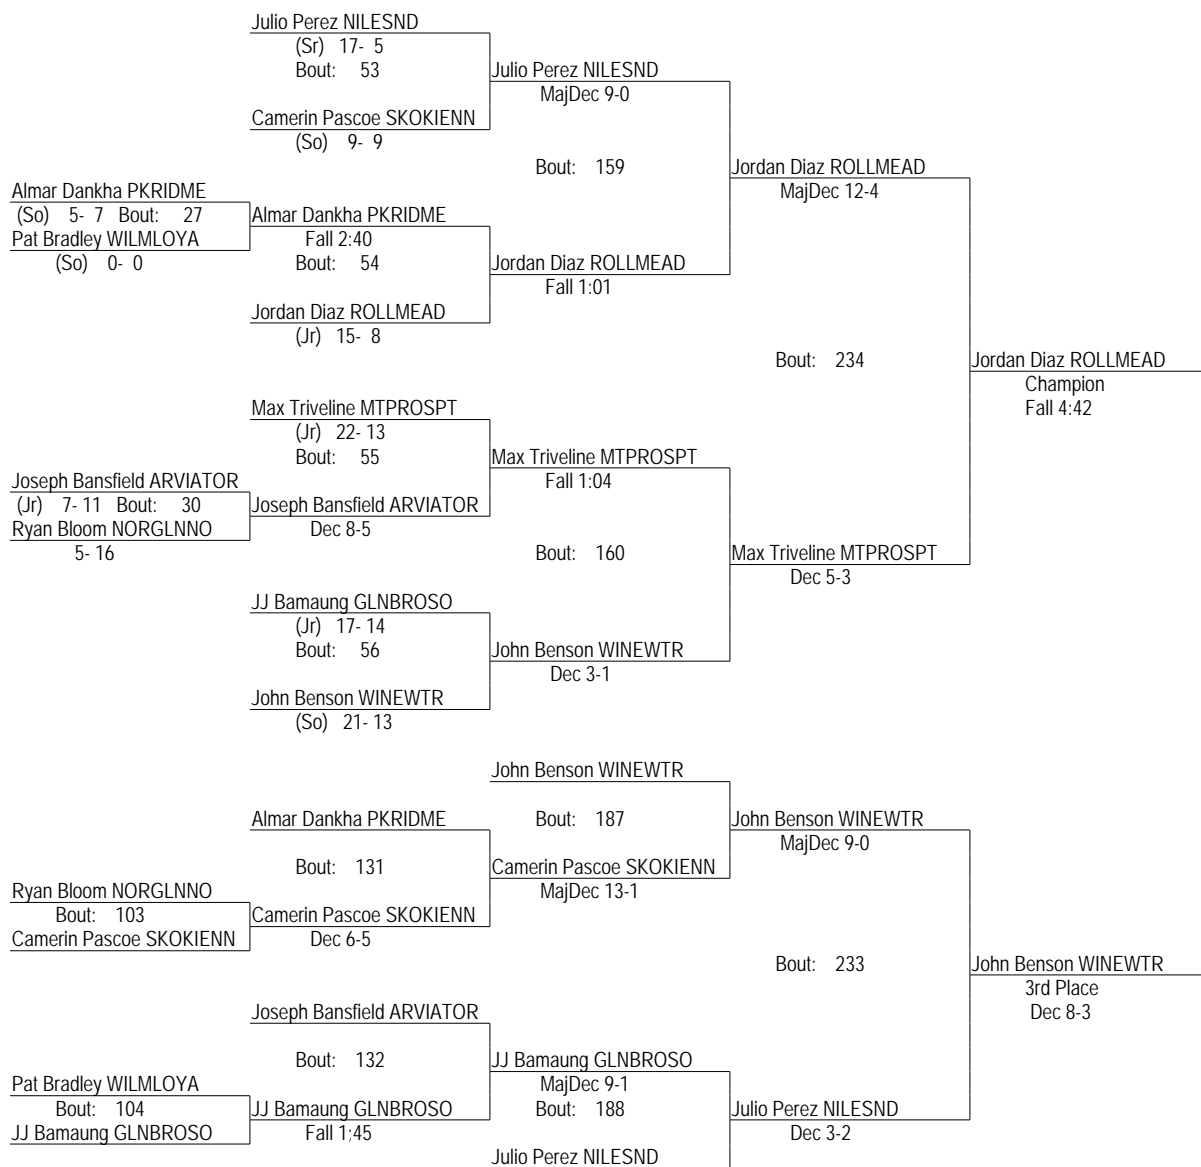 Julio Perez NILESND
(Sr) 17- 5
Bout: 53
Julio Perez NILESND
MajDec 9-0
Camerin Pascoe SKOKIENN
(So) 9- 9
Bout: 159
Jordan Diaz ROLLMEAD
MajDec 12-4
Almar Dankha PKRIDME
(So) 5- 7 Bout: 27
Almar Dankha PKRIDME
Pat Bradley WILMLOYA
Fall 2:40
(So) 0- 0
Bout: 54
Jordan Diaz ROLLMEAD
Fall 1:01
Jordan Diaz ROLLMEAD
(Jr) 15- 8
Bout: 234
Jordan Diaz ROLLMEAD
Champion
Fall 4:42
Max Triveline MTPROSPT
(Jr) 22- 13
Bout: 55
Max Triveline MTPROSPT
Fall 1:04
Joseph Bansfield ARVIATOR
(Jr) 7- 11 Bout: 30
Joseph Bansfield ARVIATOR
Ryan Bloom NORGLNNO
Dec 8-5
5- 16
Bout: 160
Max Triveline MTPROSPT
Dec 5-3
JJ Bamaung GLNBROSO
(Jr) 17- 14
Bout: 56
John Benson WINEWTR
Dec 3-1
John Benson WINEWTR
(So) 21- 13
John Benson WINEWTR
Almar Dankha PKRIDME
Bout: 187
John Benson WINEWTR
MajDec 9-0
Bout: 131
Camerin Pascoe SKOKIENN
MajDec 13-1
Ryan Bloom NORGLNNO
Bout: 103
Camerin Pascoe SKOKIENN
Camerin Pascoe SKOKIENN
Dec 6-5
Bout: 233
John Benson WINEWTR
3rd Place
Dec 8-3
Joseph Bansfield ARVIATOR
Bout: 132
JJ Bamaung GLNBROSO
MajDec 9-1
Pat Bradley WILMLOYA
Bout: 104
JJ Bamaung GLNBROSO
Bout: 188
Julio Perez NILESND
JJ Bamaung GLNBROSO
Fall 1;45
Dec 3-2
Julio Perez NILESND